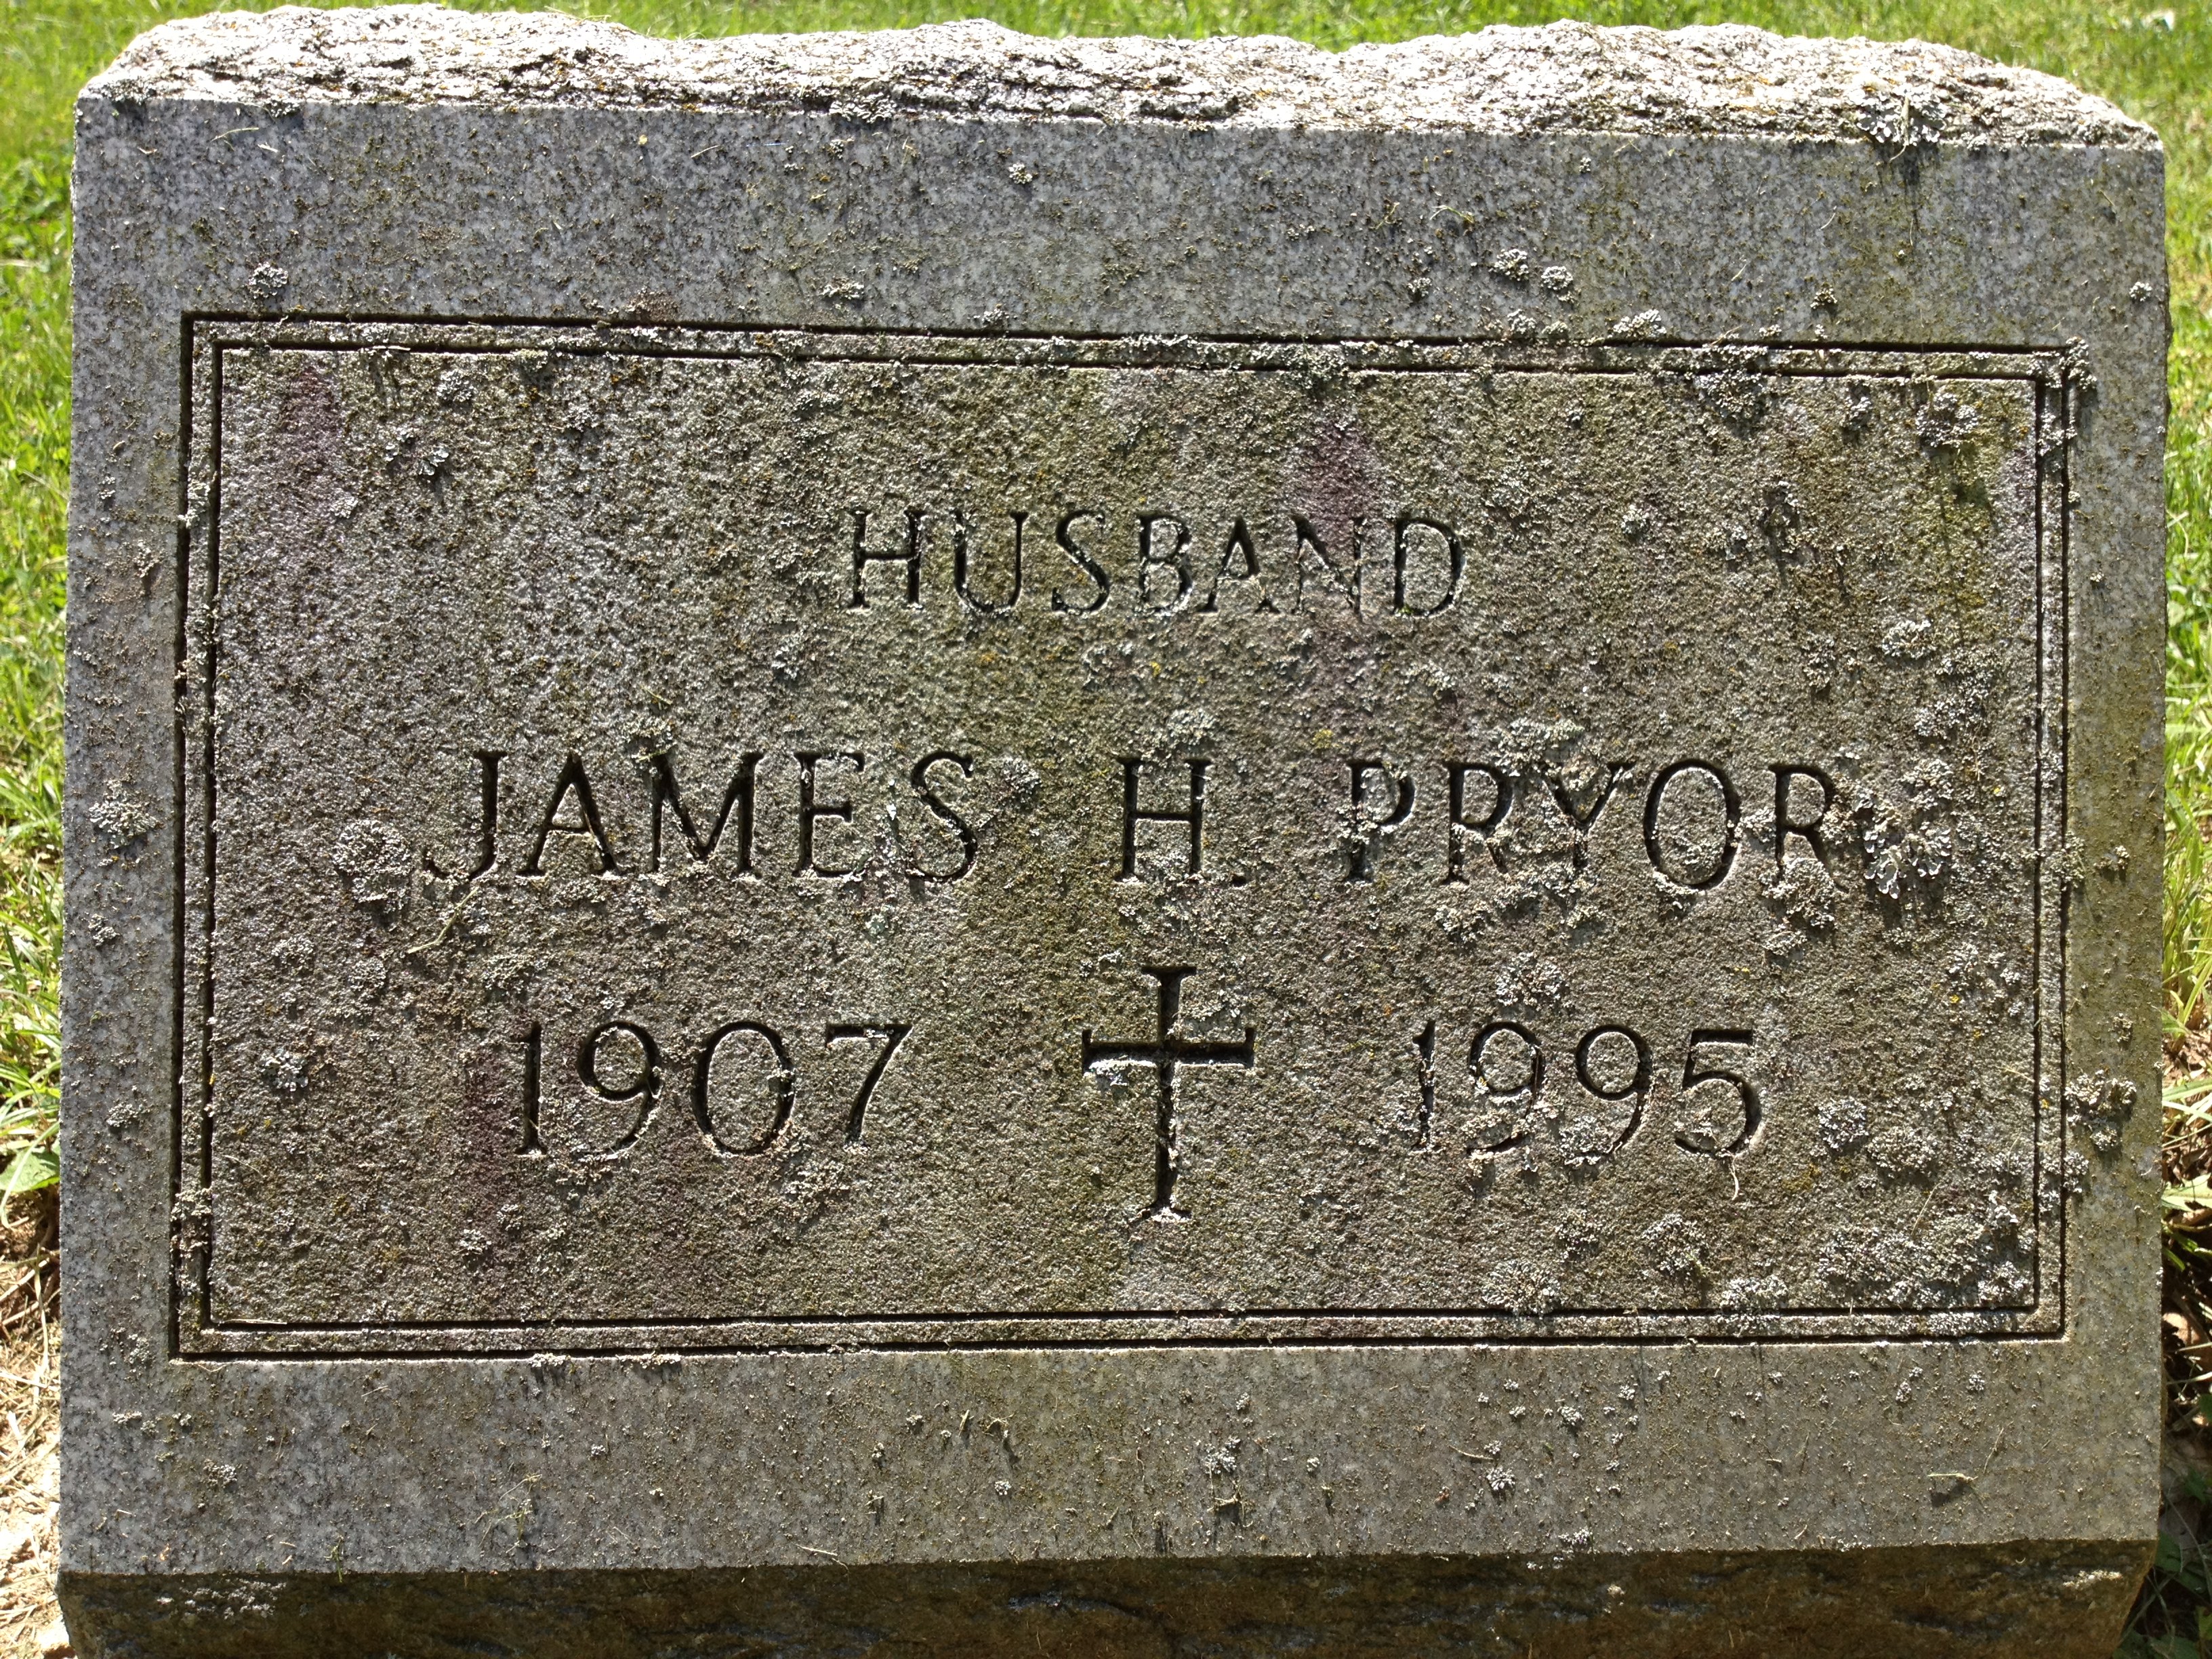 HUSBAND
JAMES H. PRYOR
1907 1995